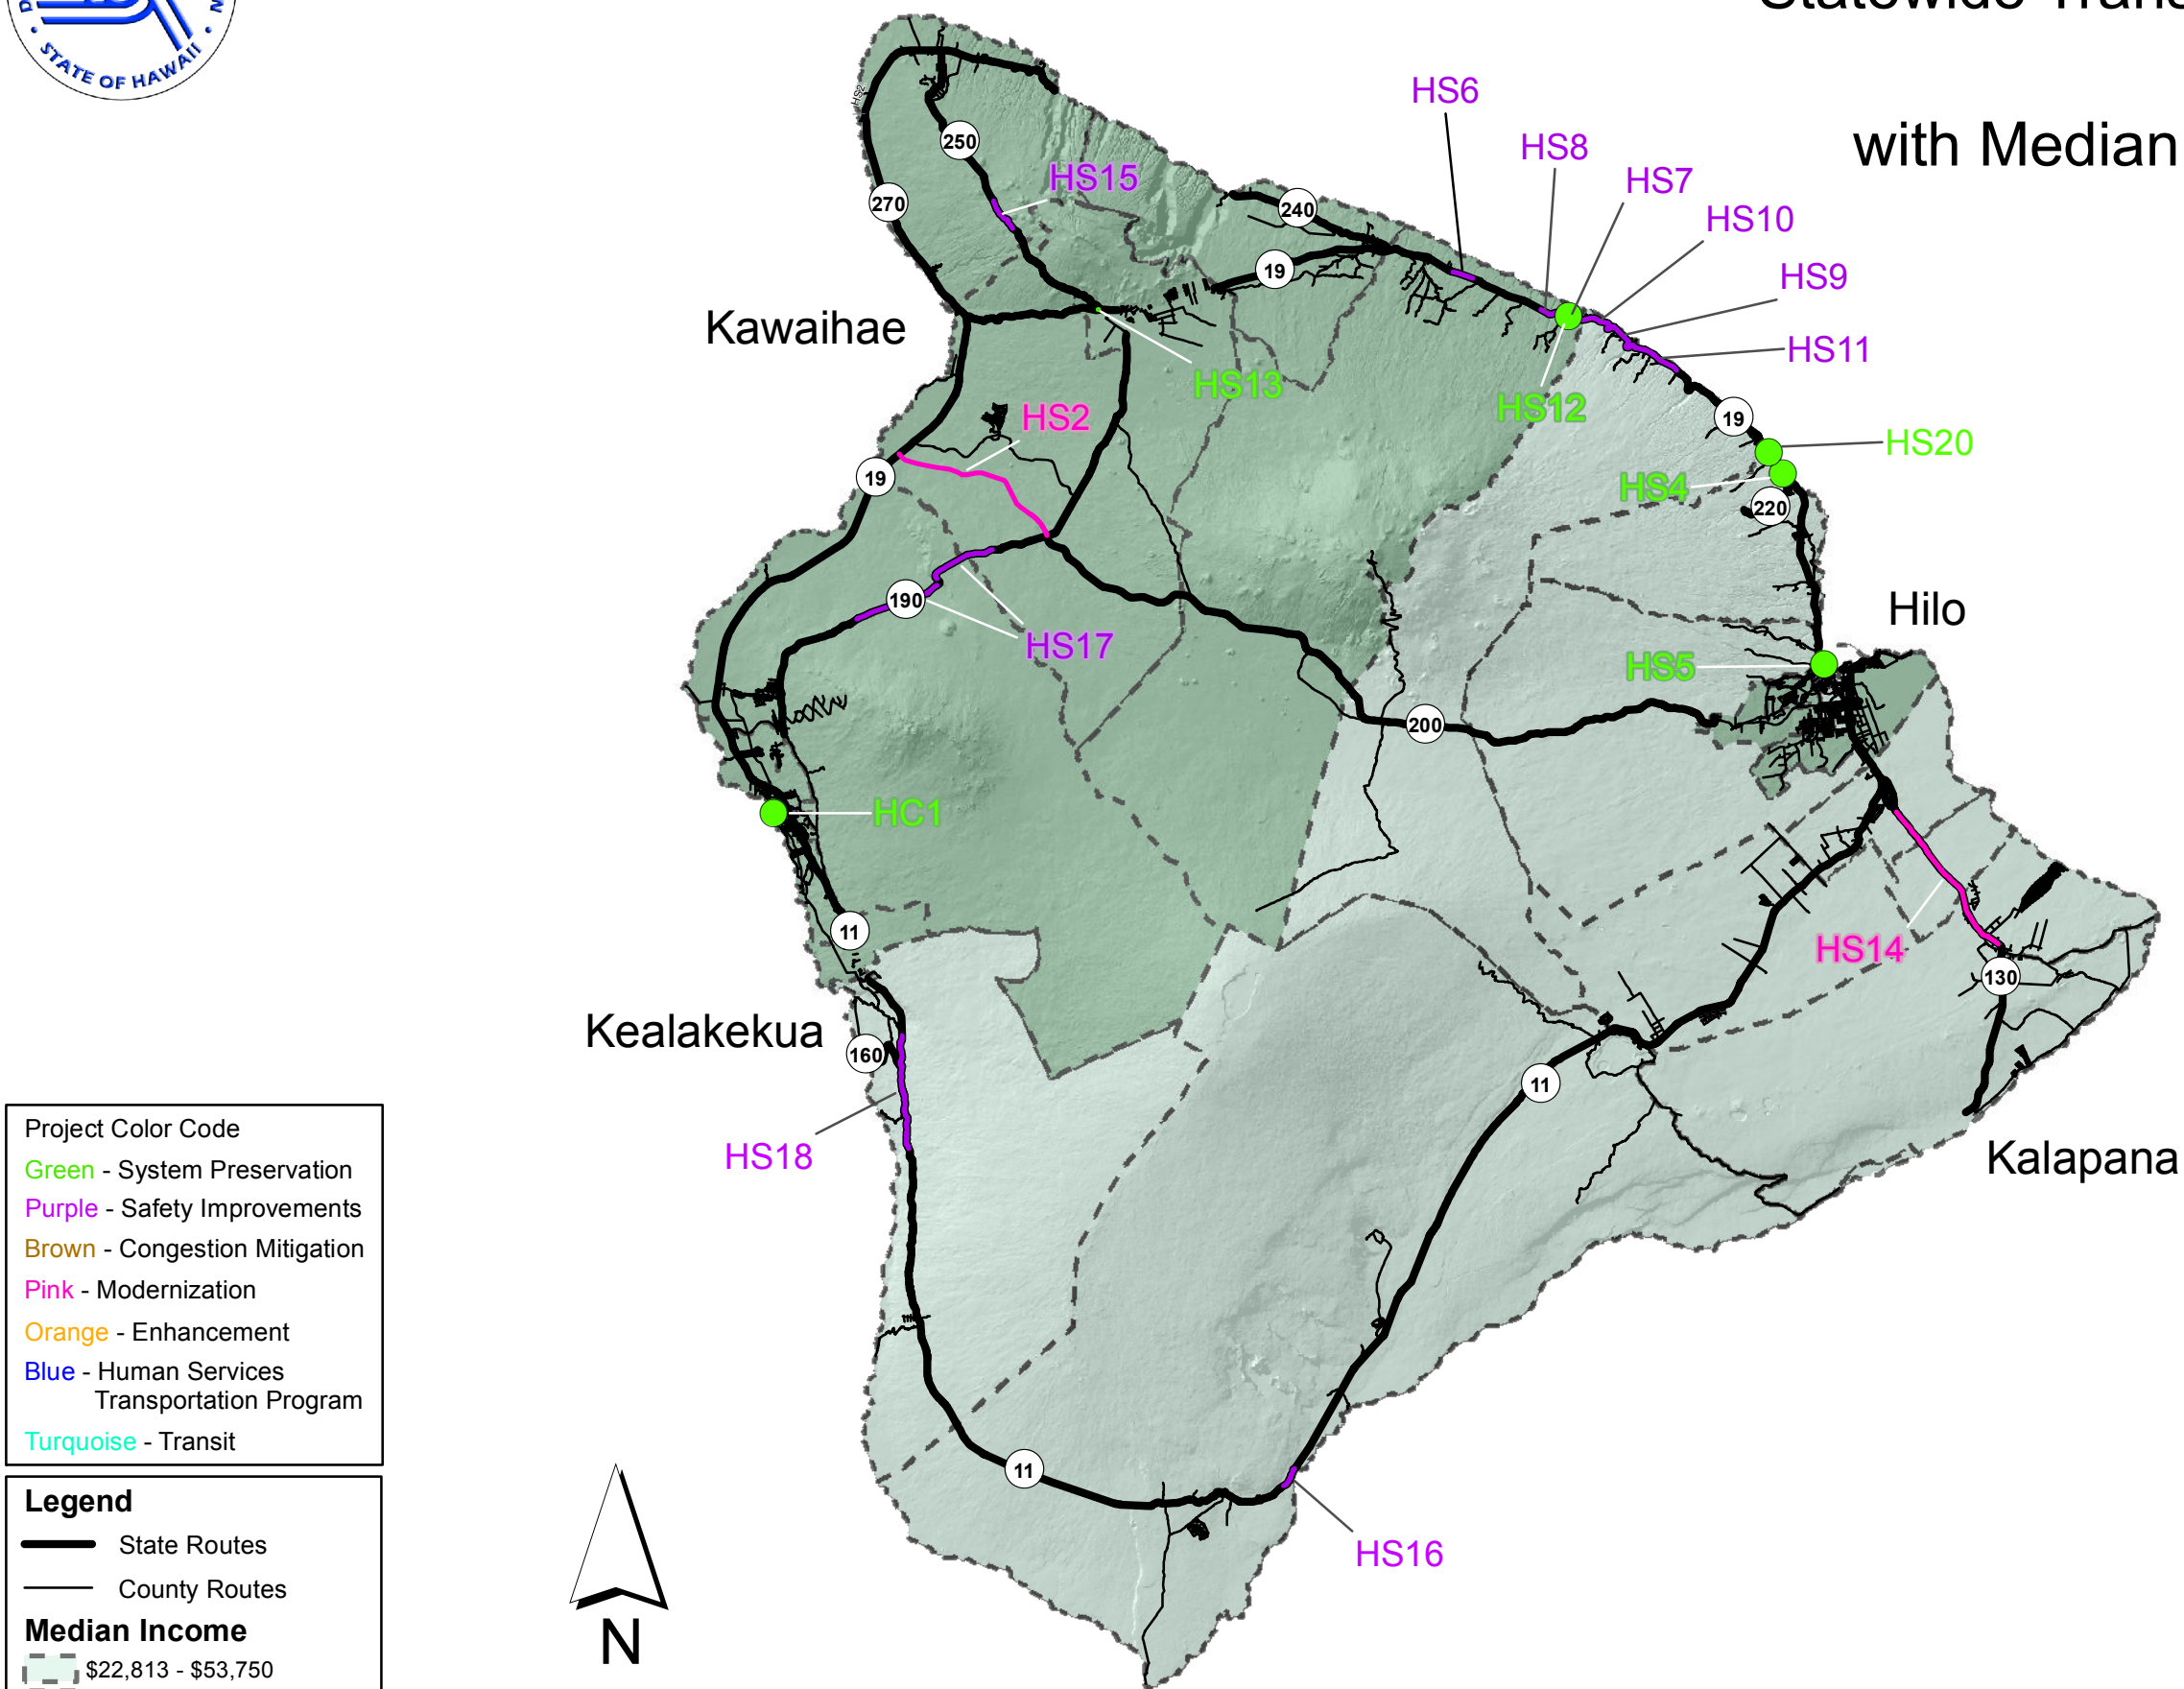 Statewide Trans
STATE OF HAWAII
with Median
HS6
HS8
HS7
HS10
HS9
HS11
HS15
HS2
250
270
240
19
Kawaihae
HS13
HS12
HS2
19
HS20
HS4
19
220
190
HS17
Hilo
HS5
200
HC1
11
HS14
130
Kealakekua
160
11
HS18
Kalapana
11
HS16
Project Color Code
Green - System Preservation
Purple - Safety Improvements
Brown - Congestion Mitigation
Pink - Modernization
Orange - Enhancement
Blue - Human Services
Transportation Program
Turquoise - Transit
Legend
State Routes
County Routes
Median Income
$22,813 - $53,750
N